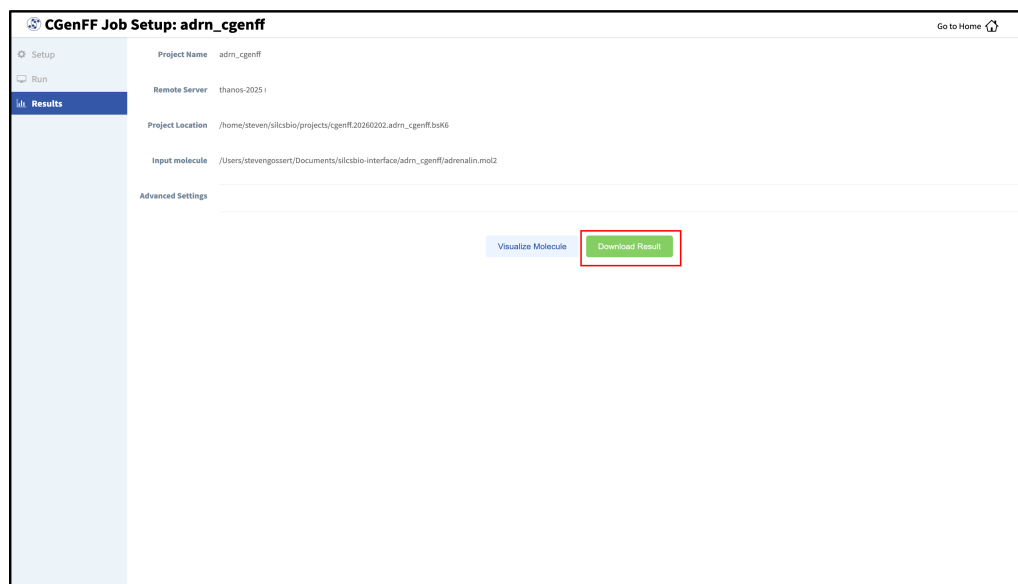 CGenFF Job Setup: adrn_cgenff
Go to Home
Setup
Run
Results
Project Name adrn_cgenff
Remote Server thanos-2025
Project Location /home/steven/silcsbio/projects/cgenff.20260202.adrn_cgenff.bsK6
Input molecule /Users/stevengossert/Documents/silcsbio-interface/adrn_cgenff/adrenalin.mol2
Advanced Settings
Visualize Molecule
Download Result